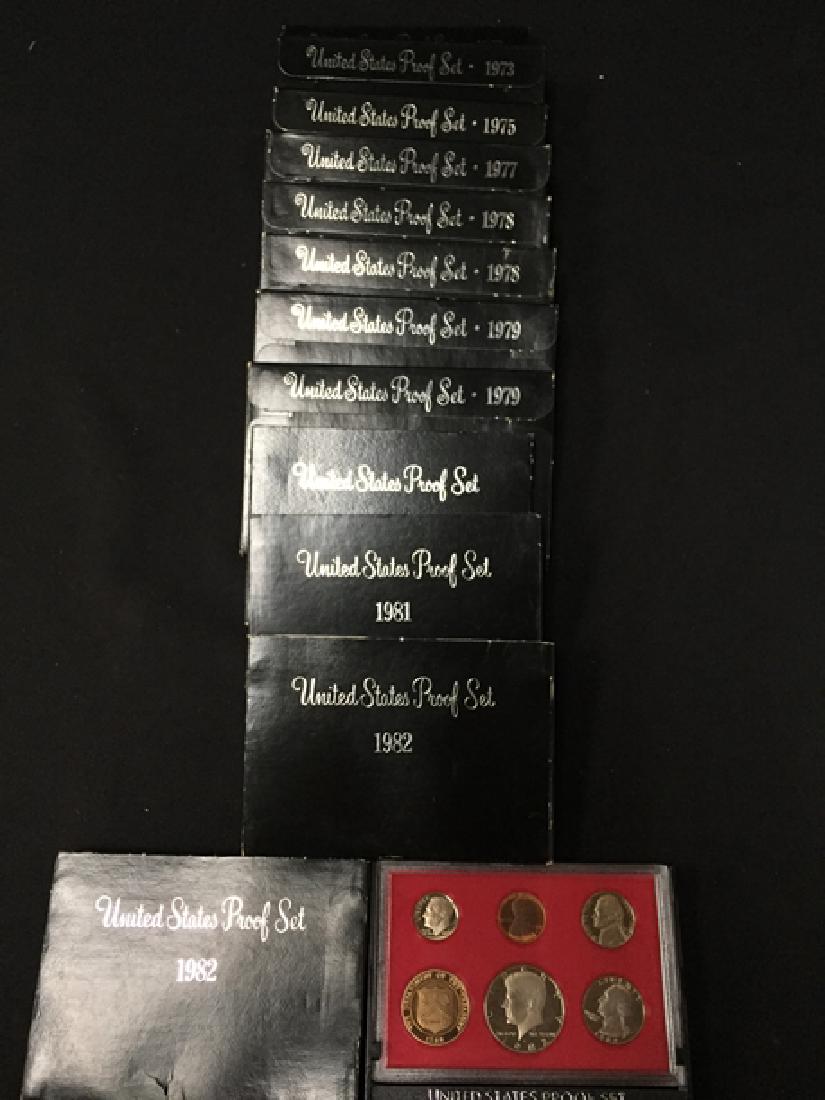 United States Proof Set · 1973
United States Proof Set · 1975
United States Proof Set · 1977
United States Proof Set · 1978
United States Proof Set · 1978
United States Proof Set · 1979
United States Proof Set · 1979
United States Proof Set
United States Proof Set
1981
United States Proof Set
1982
United States Proof Set
1982
UNITED STATES PROOF SET